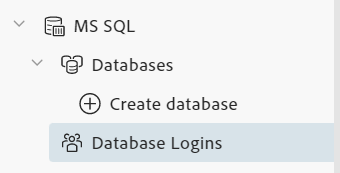 MS SQL
Databases
Create database
Database Logins